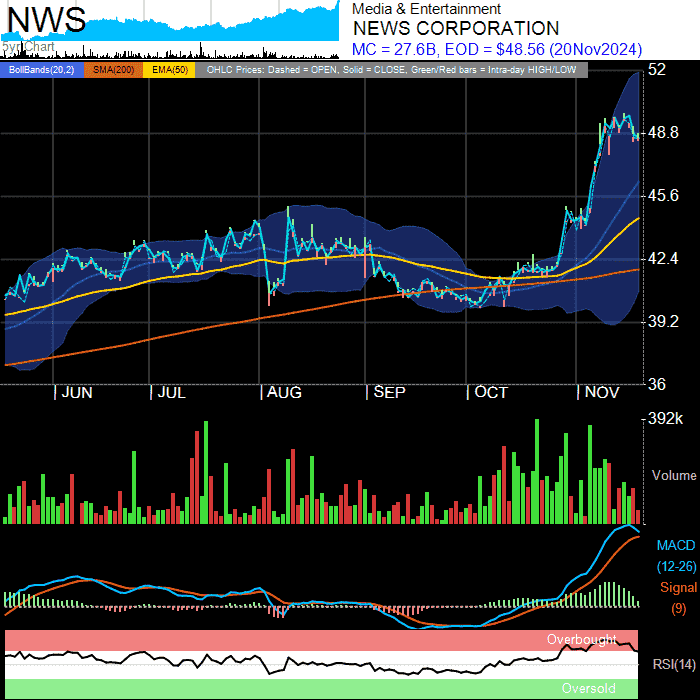 NWS
Media & Entertainment
NEWS CORPORATION
MC = 27.6B, EOD = $48.56 (20Nov2024)
5yr Chart
BollBands(20,2) SMA(200) EMA(50) OHLC Prices: Dashed = OPEN, Solid = CLOSE, Green/Red bars = Intra-day HIGH/LOW
52
48.8
45.6
42.4
39.2
36
JUN JUL AUG SEP OCT NOV
392k
Volume
MACD
(12-26)
Signal
(9)
Overbought
RSI(14)
Oversold